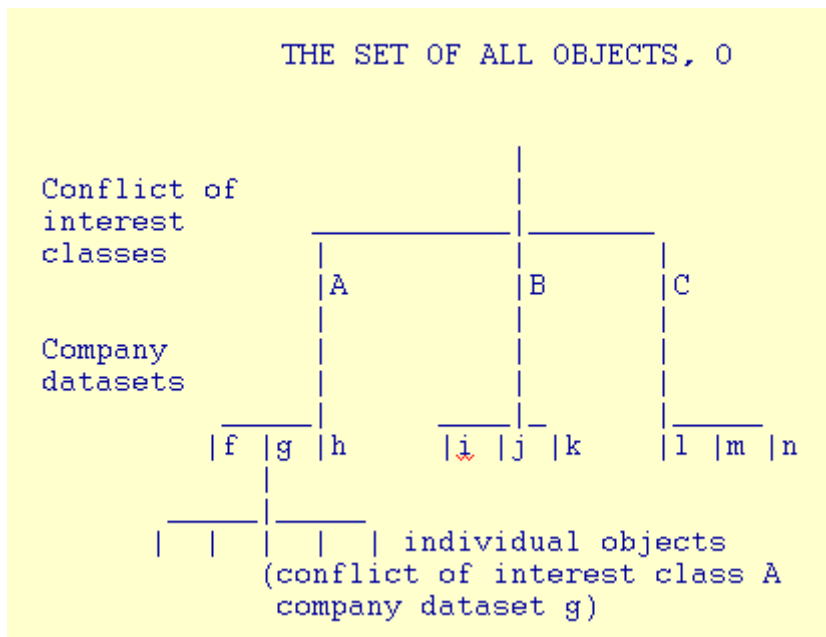 THE SET OF ALL OBJECTS, O
Conflict of
interest
classes
A B C
Company
datasets
f g h i j k l m n
individual objects
(conflict of interest class A
company dataset g)